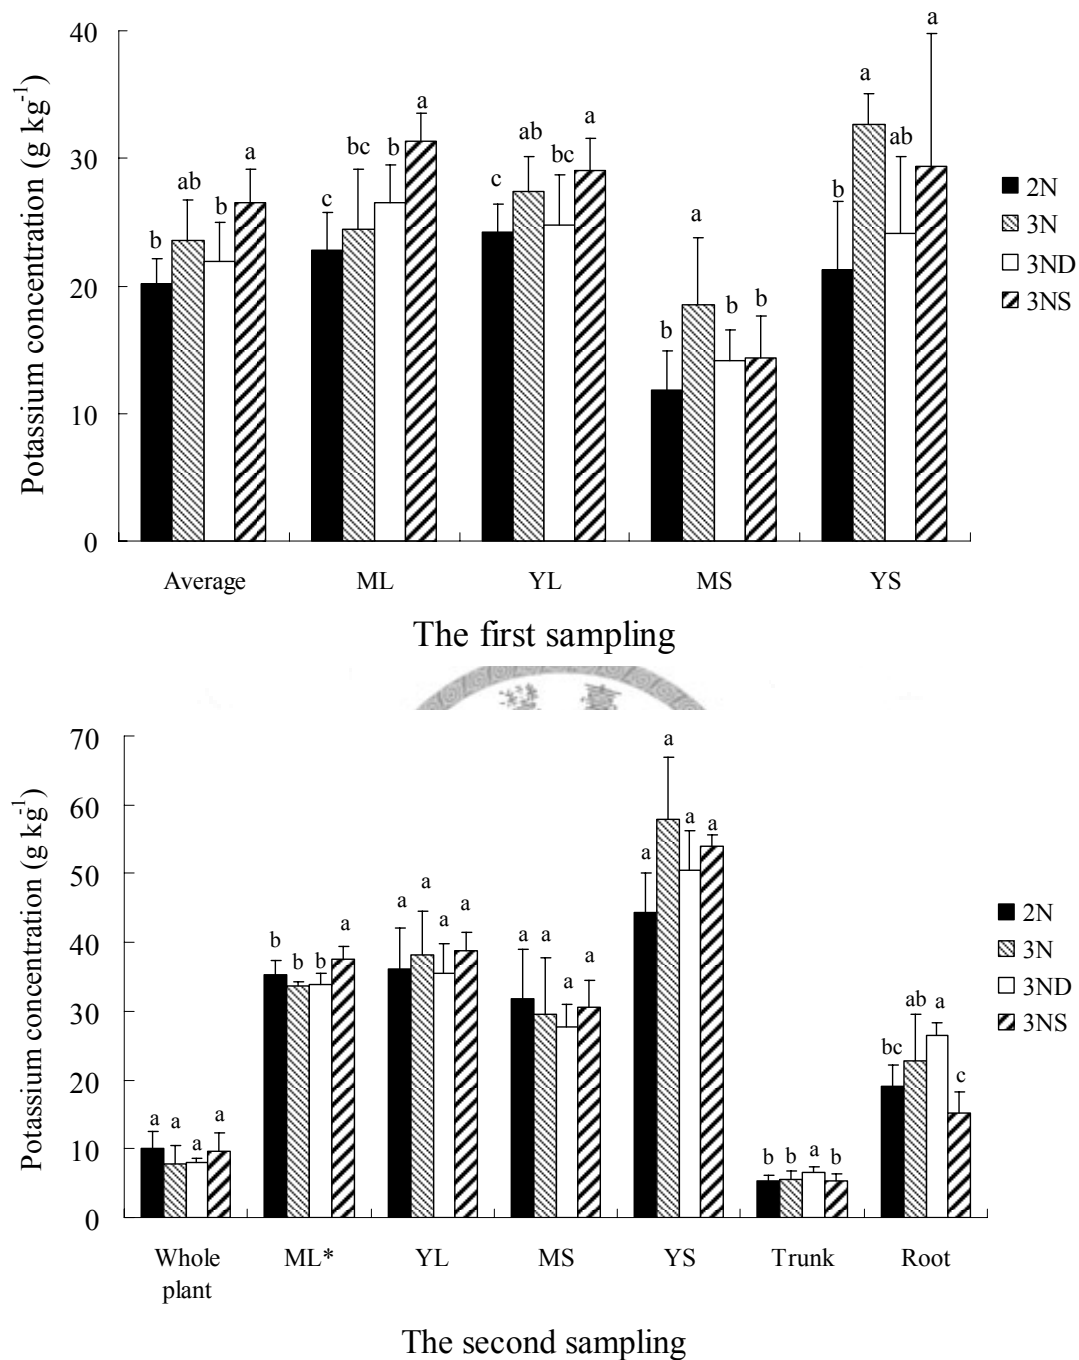 Potassium concentration (g kg⁻¹)
40
30
20
10
0
b
ab
b
a
c
bc
b
a
c
ab
bc
a
b
a
b
b
b
a
ab
a
2N
3N
3ND
3NS
Average ML YL MS YS
The first sampling
Potassium concentration (g kg⁻¹)
70
60
50
40
30
20
10
0
a
a
a
a
b
b
b
a
a
a
a
a
a
a
a
a
a
a
a
a
b
b
a
b
bc
ab
a
c
2N
3N
3ND
3NS
Whole ML* YL MS YS Trunk Root
plant
The second sampling